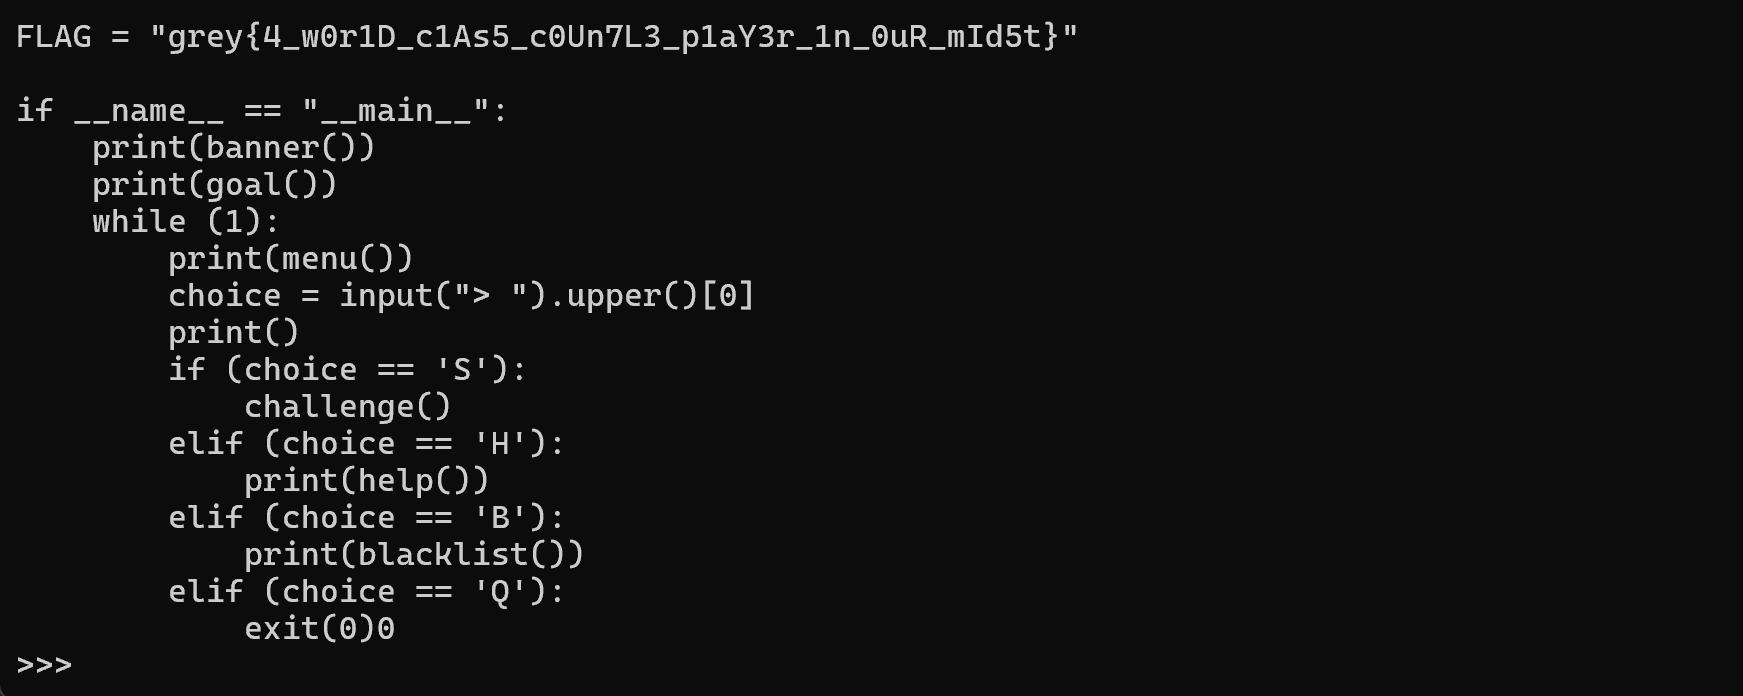 FLAG = "grey{4_w0r1D_c1As5_c0Un7L3_p1aY3r_1n_0uR_mId5t}"

if __name__ == "__main__":
    print(banner())
    print(goal())
    while (1):
        print(menu())
        choice = input("> ").upper()[0]
        print()
        if (choice == 'S'):
            challenge()
        elif (choice == 'H'):
            print(help())
        elif (choice == 'B'):
            print(blacklist())
        elif (choice == 'Q'):
            exit(0)0
>>>